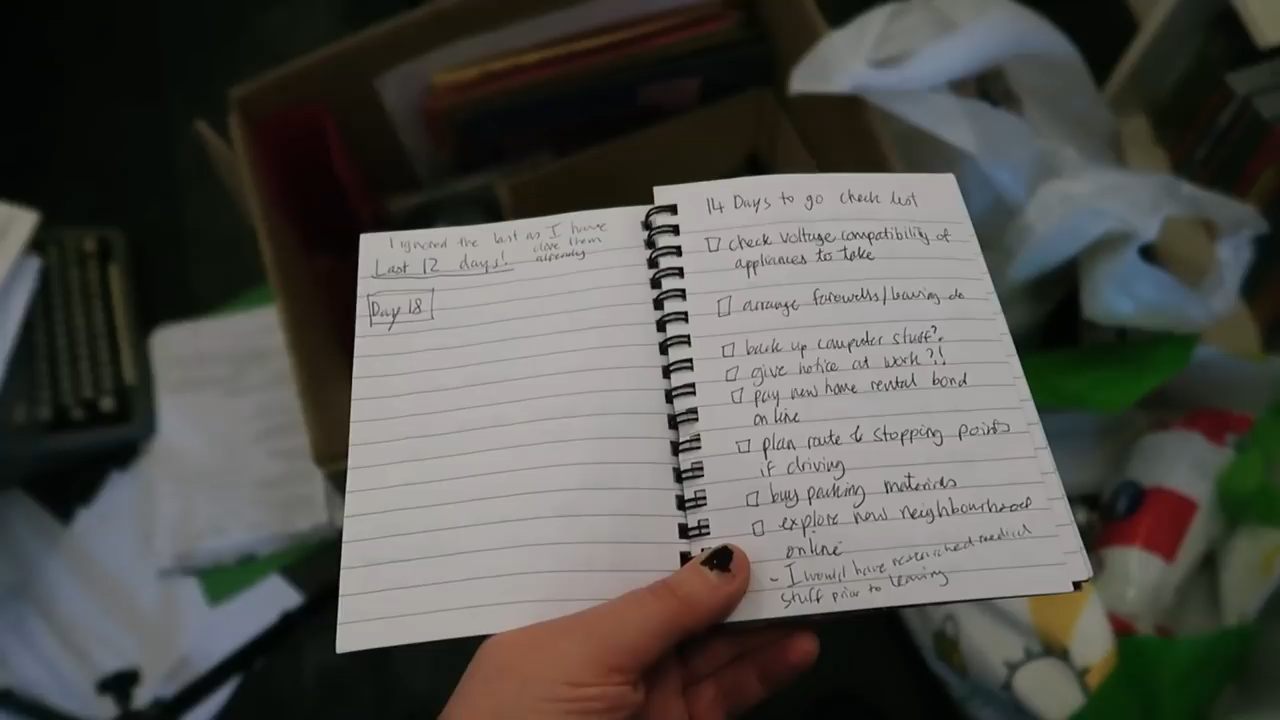 I ignored the last as I have
done them
already
Last 12 days!
Day 18
14 Days to go check list
check voltage compatibility of
appliances to take
arrange farewells/leaving do
back up computer stuff?
give notice at work?!
pay new home rental bond
online
plan route & stopping points
if driving
buy packing materials
explore new neighbourhood
online
- I would have researched medical
stuff prior to leaving